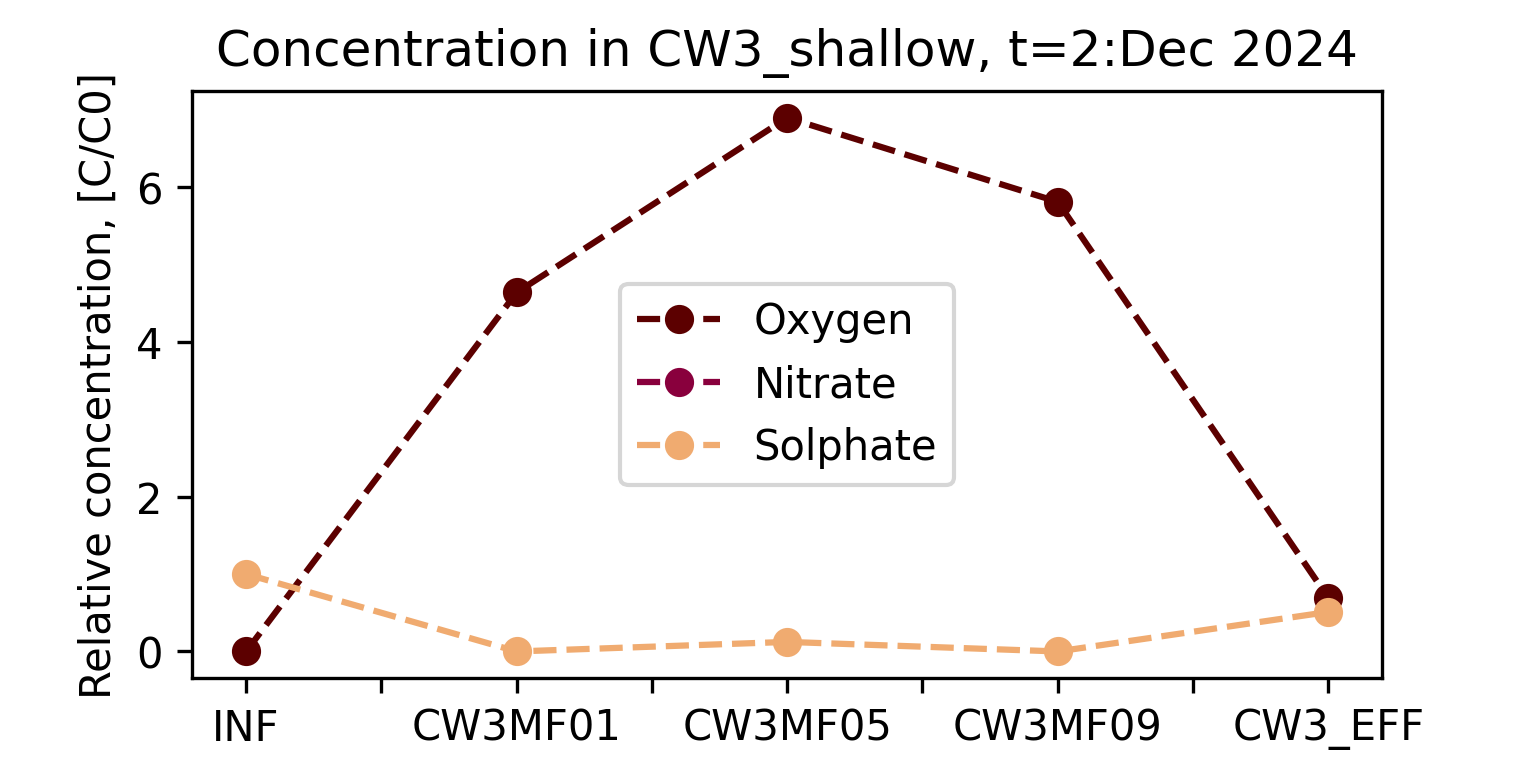 Concentration in CW3_shallow, t=2:Dec 2024
Relative concentration, [C/C0]
6
4
2
0
Oxygen
Nitrate
Solphate
INF CW3MF01 CW3MF05 CW3MF09 CW3_EFF